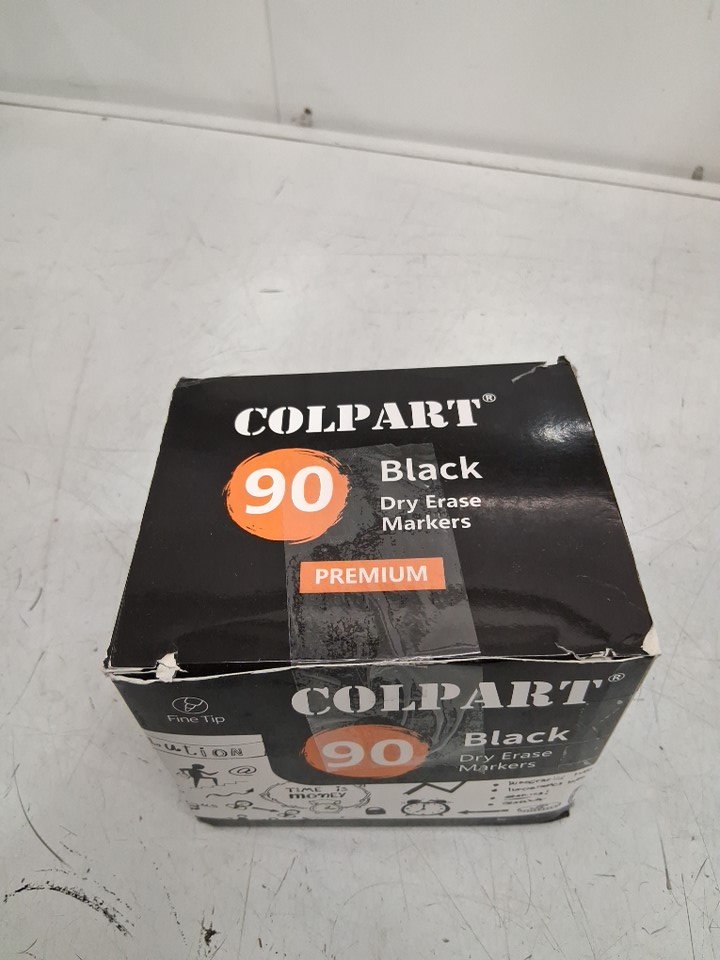 COLPART®
90
Black
Dry Erase
Markers
PREMIUM
COLPART®
Fine Tip
90
Black
Dry Erase
Markers
TIME IS
MONEY
@